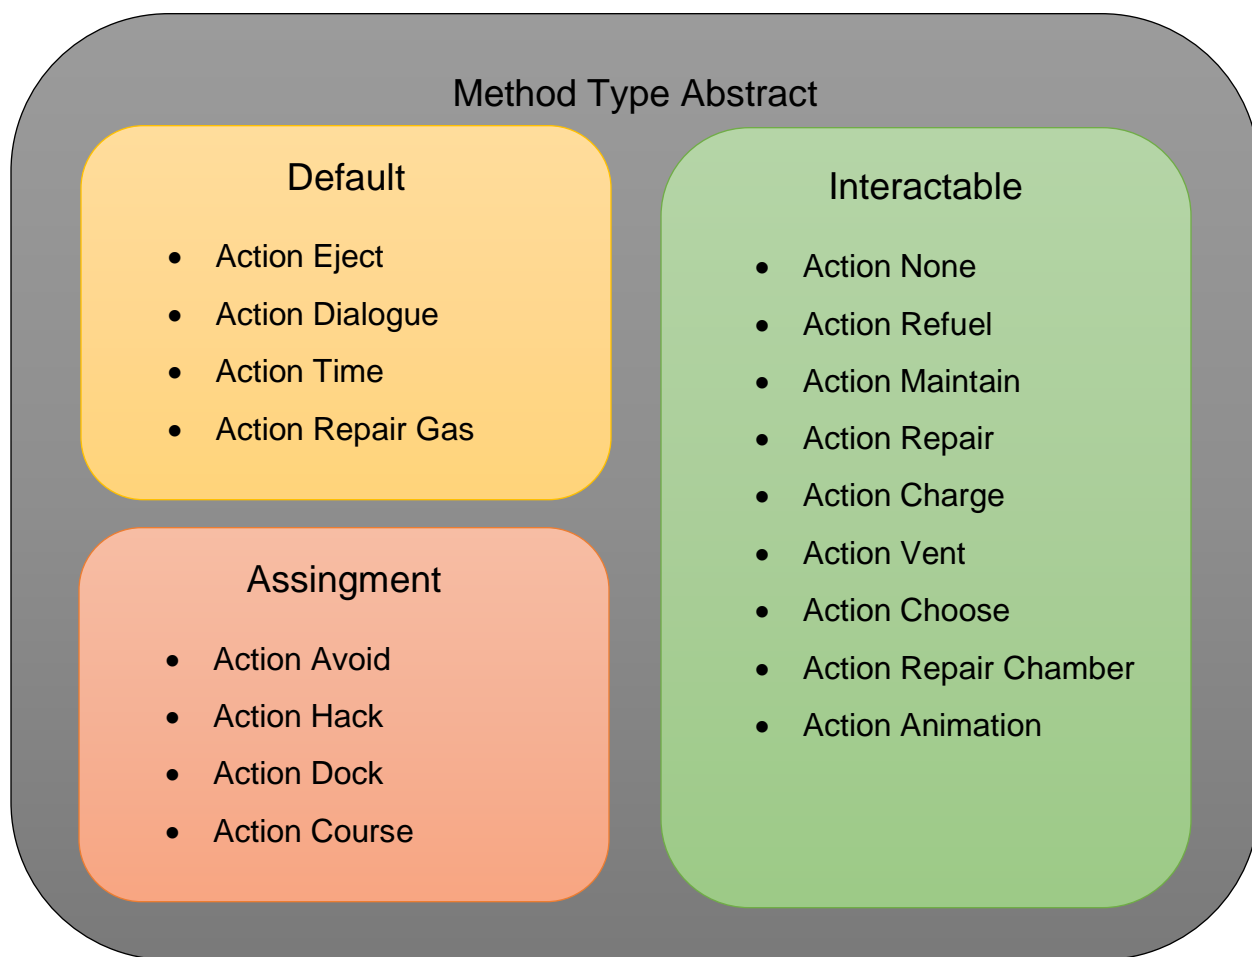 Method Type Abstract
Default
• Action Eject
• Action Dialogue
• Action Time
• Action Repair Gas
Assingment
• Action Avoid
• Action Hack
• Action Dock
• Action Course
Interactable
• Action None
• Action Refuel
• Action Maintain
• Action Repair
• Action Charge
• Action Vent
• Action Choose
• Action Repair Chamber
• Action Animation